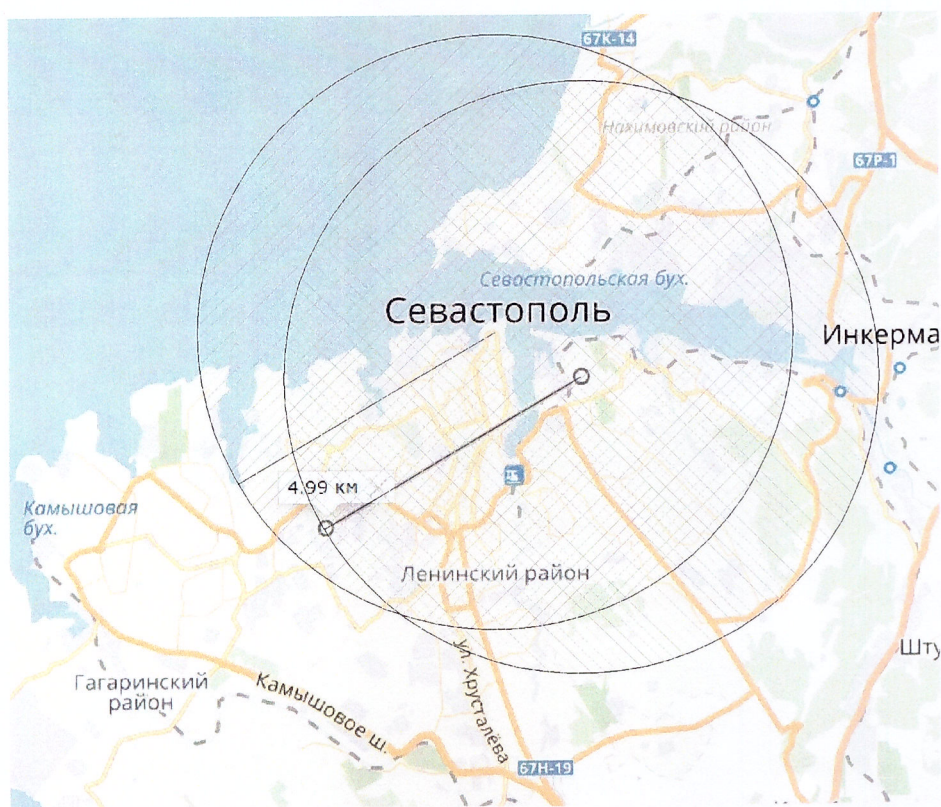 67К-14
Нахимовский район
67Р-1
Севастопольская бух.
Севастополь
Инкерма
4.99 км
Камышовая
бух.
Ленинский район
Шту
ул. Хрусталёва
Гагаринский
район
Камышовое ш.
67Н-19